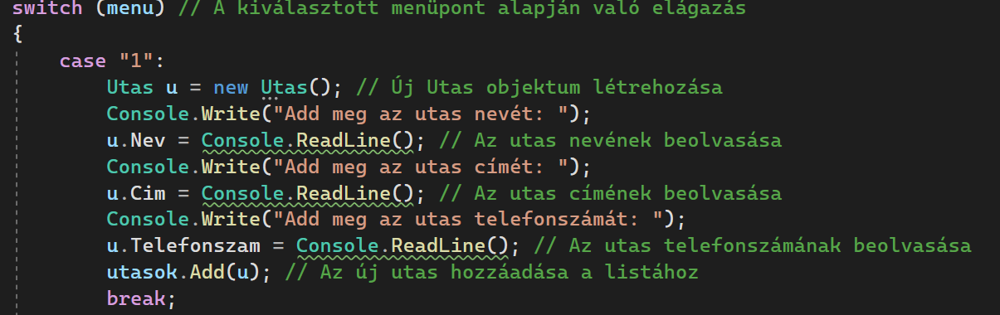 switch (menu) // A kiválasztott menüpont alapján való elágazás
{
case "1":
Utas u = new Utas(); // Új Utas objektum létrehozása
Console.Write("Add meg az utas nevét: ");
u.Nev = Console.ReadLine(); // Az utas nevének beolvasása
Console.Write("Add meg az utas címét: ");
u.Cim = Console.ReadLine(); // Az utas címének beolvasása
Console.Write("Add meg az utas telefonszámát: ");
u.Telefonszam = Console.ReadLine(); // Az utas telefonszámának beolvasása
utasok.Add(u); // Az új utas hozzáadása a listához
break;